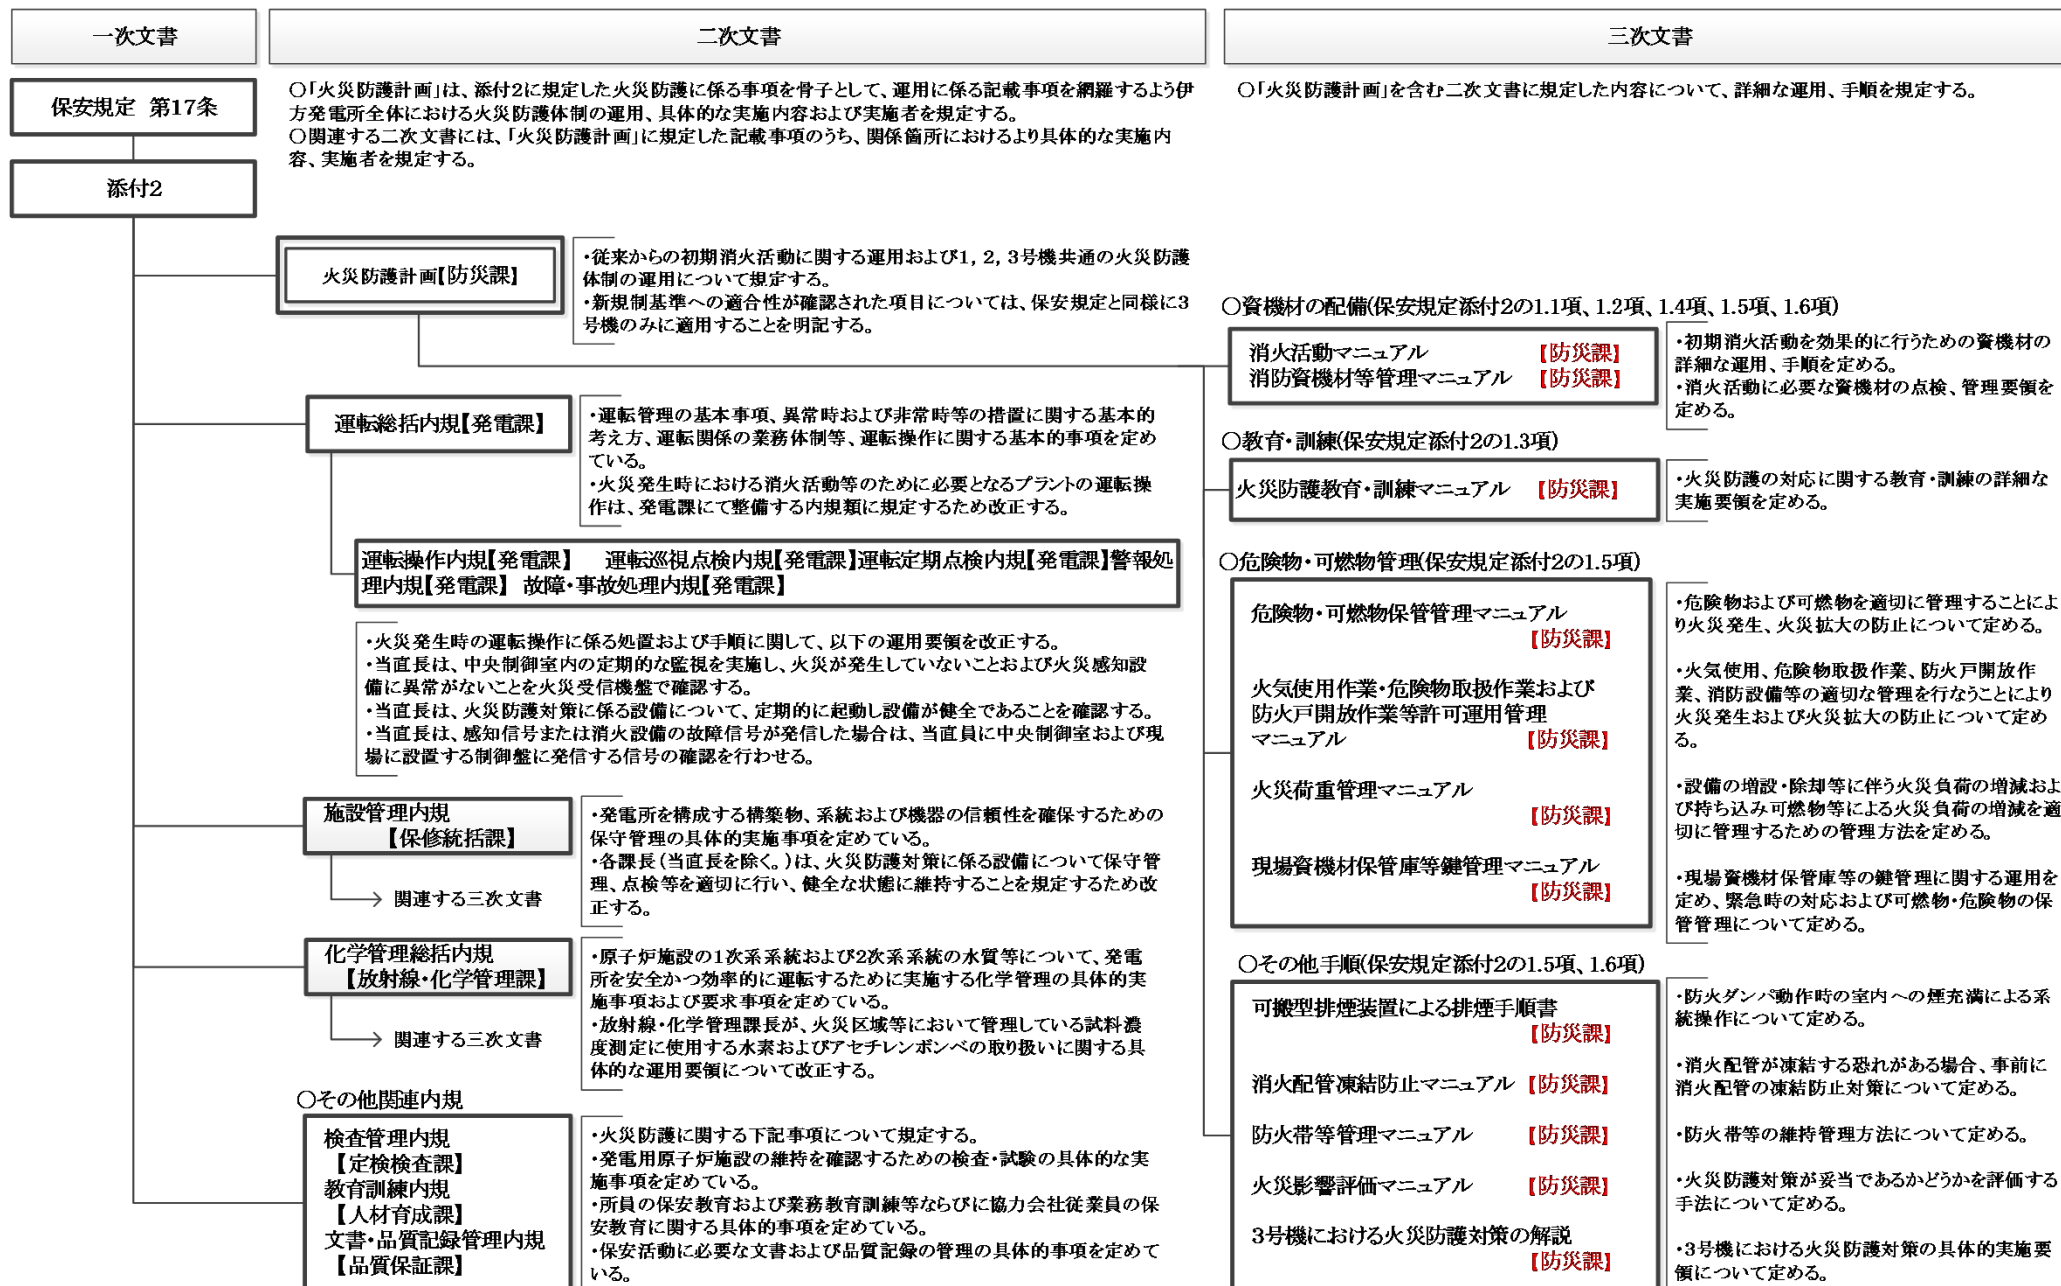 一次文書
二次文書
三次文書
保安規定 第17条
添付2
〇「火災防護計画」は、添付2に規定した火災防護に係る事項を骨子として、運用に係る記載事項を網羅するよう伊
方発電所全体における火災防護体制の運用、具体的な実施内容および実施者を規定する。
〇関連する二次文書には、「火災防護計画」に規定した記載事項のうち、関係箇所におけるより具体的な実施内
容、実施者を規定する。
〇「火災防護計画」を含む二次文書に規定した内容について、詳細な運用、手順を規定する。
火災防護計画【防災課】
・従来からの初期消火活動に関する運用および1，2，3号機共通の火災防護
体制の運用について規定する。
・新規制基準への適合性が確認された項目については、保安規定と同様に3
号機のみに適用することを明記する。
運転総括内規【発電課】
・運転管理の基本事項、異常時および非常時等の措置に関する基本的
考え方、運転関係の業務体制等、運転操作に関する基本的事項を定め
ている。
・火災発生時における消火活動等のために必要となるプラントの運転操
作は、発電課にて整備する内規類に規定するため改正する。
運転操作内規【発電課】　運転巡視点検内規【発電課】運転定期点検内規【発電課】警報処
理内規【発電課】 故障・事故処理内規【発電課】
・火災発生時の運転操作に係る処置および手順に関して、以下の運用要領を改正する。
・当直長は、中央制御室内の定期的な監視を実施し、火災が発生していないことおよび火災感知設
備に異常がないことを火災受信機盤で確認する。
・当直長は、火災防護対策に係る設備について、定期的に起動し設備が健全であることを確認する。
・当直長は、感知信号または消火設備の故障信号が発信した場合は、当直員に中央制御室および現
場に設置する制御盤に発信する信号の確認を行わせる。
施設管理内規
【保修統括課】
→ 関連する三次文書
・発電所を構成する構築物、系統および機器の信頼性を確保するための
保守管理の具体的実施事項を定めている。
・各課長(当直長を除く。)は、火災防護対策に係る設備について保守管
理、点検等を適切に行い、健全な状態に維持することを規定するため改
正する。
化学管理総括内規
【放射線・化学管理課】
→ 関連する三次文書
・原子炉施設の1次系系統および2次系系統の水質等について、発電
所を安全かつ効率的に運転するために実施する化学管理の具体的実
施事項および要求事項を定めている。
・放射線・化学管理課長が、火災区域等において管理している試料濃
度測定に使用する水素およびアセチレンボンベの取り扱いに関する具
体的な運用要領について改正する。
〇その他関連内規
検査管理内規
【定検検査課】
教育訓練内規
【人材育成課】
文書・品質記録管理内規
【品質保証課】
・火災防護に関する下記事項について規定する。
・発電用原子炉施設の維持を確認するための検査・試験の具体的な実
施事項を定めている。
・所員の保安教育および業務教育訓練等ならびに協力会社従業員の保
安教育に関する具体的事項を定めている。
・保安活動に必要な文書および品質記録の管理の具体的事項を定めて
いる。
〇資機材の配備(保安規定添付2の1.1項、1.2項、1.4項、1.5項、1.6項)
消火活動マニュアル　【防災課】
消防資機材等管理マニュアル　【防災課】
・初期消火活動を効果的に行うための資機材の
詳細な運用、手順を定める。
・消火活動に必要な資機材の点検、管理要領を
定める。
〇教育・訓練(保安規定添付2の1.3項)
火災防護教育・訓練マニュアル　【防災課】
・火災防護の対応に関する教育・訓練の詳細な
実施要領を定める。
〇危険物・可燃物管理(保安規定添付2の1.5項)
危険物・可燃物保管管理マニュアル
【防災課】
火気使用作業・危険物取扱作業および
防火戸開放作業等許可運用管理
マニュアル　【防災課】
火災荷重管理マニュアル
【防災課】
現場資機材保管庫等鍵管理マニュアル
【防災課】
・危険物および可燃物を適切に管理することによ
り火災発生、火災拡大の防止について定める。
・火気使用、危険物取扱作業、防火戸開放作
業、消防設備等の適切な管理を行なうことにより
火災発生および火災拡大の防止について定め
る。
・設備の増設・除却等に伴う火災負荷の増減およ
び持ち込み可燃物等による火災負荷の増減を適
切に管理するための管理方法を定める。
・現場資機材保管庫等の鍵管理に関する運用を
定め、緊急時の対応および可燃物・危険物の保
管管理について定める。
〇その他手順(保安規定添付2の1.5項、1.6項)
可搬型排煙装置による排煙手順書
【防災課】
消火配管凍結防止マニュアル 【防災課】
防火帯等管理マニュアル　【防災課】
火災影響評価マニュアル　【防災課】
3号機における火災防護対策の解説
【防災課】
・防火ダンパ動作時の室内への煙充満による系
統操作について定める。
・消火配管が凍結する恐れがある場合、事前に
消火配管の凍結防止対策について定める。
・防火帯等の維持管理方法について定める。
・火災防護対策が妥当であるかどうかを評価する
手法について定める。
・3号機における火災防護対策の具体的実施要
領について定める。